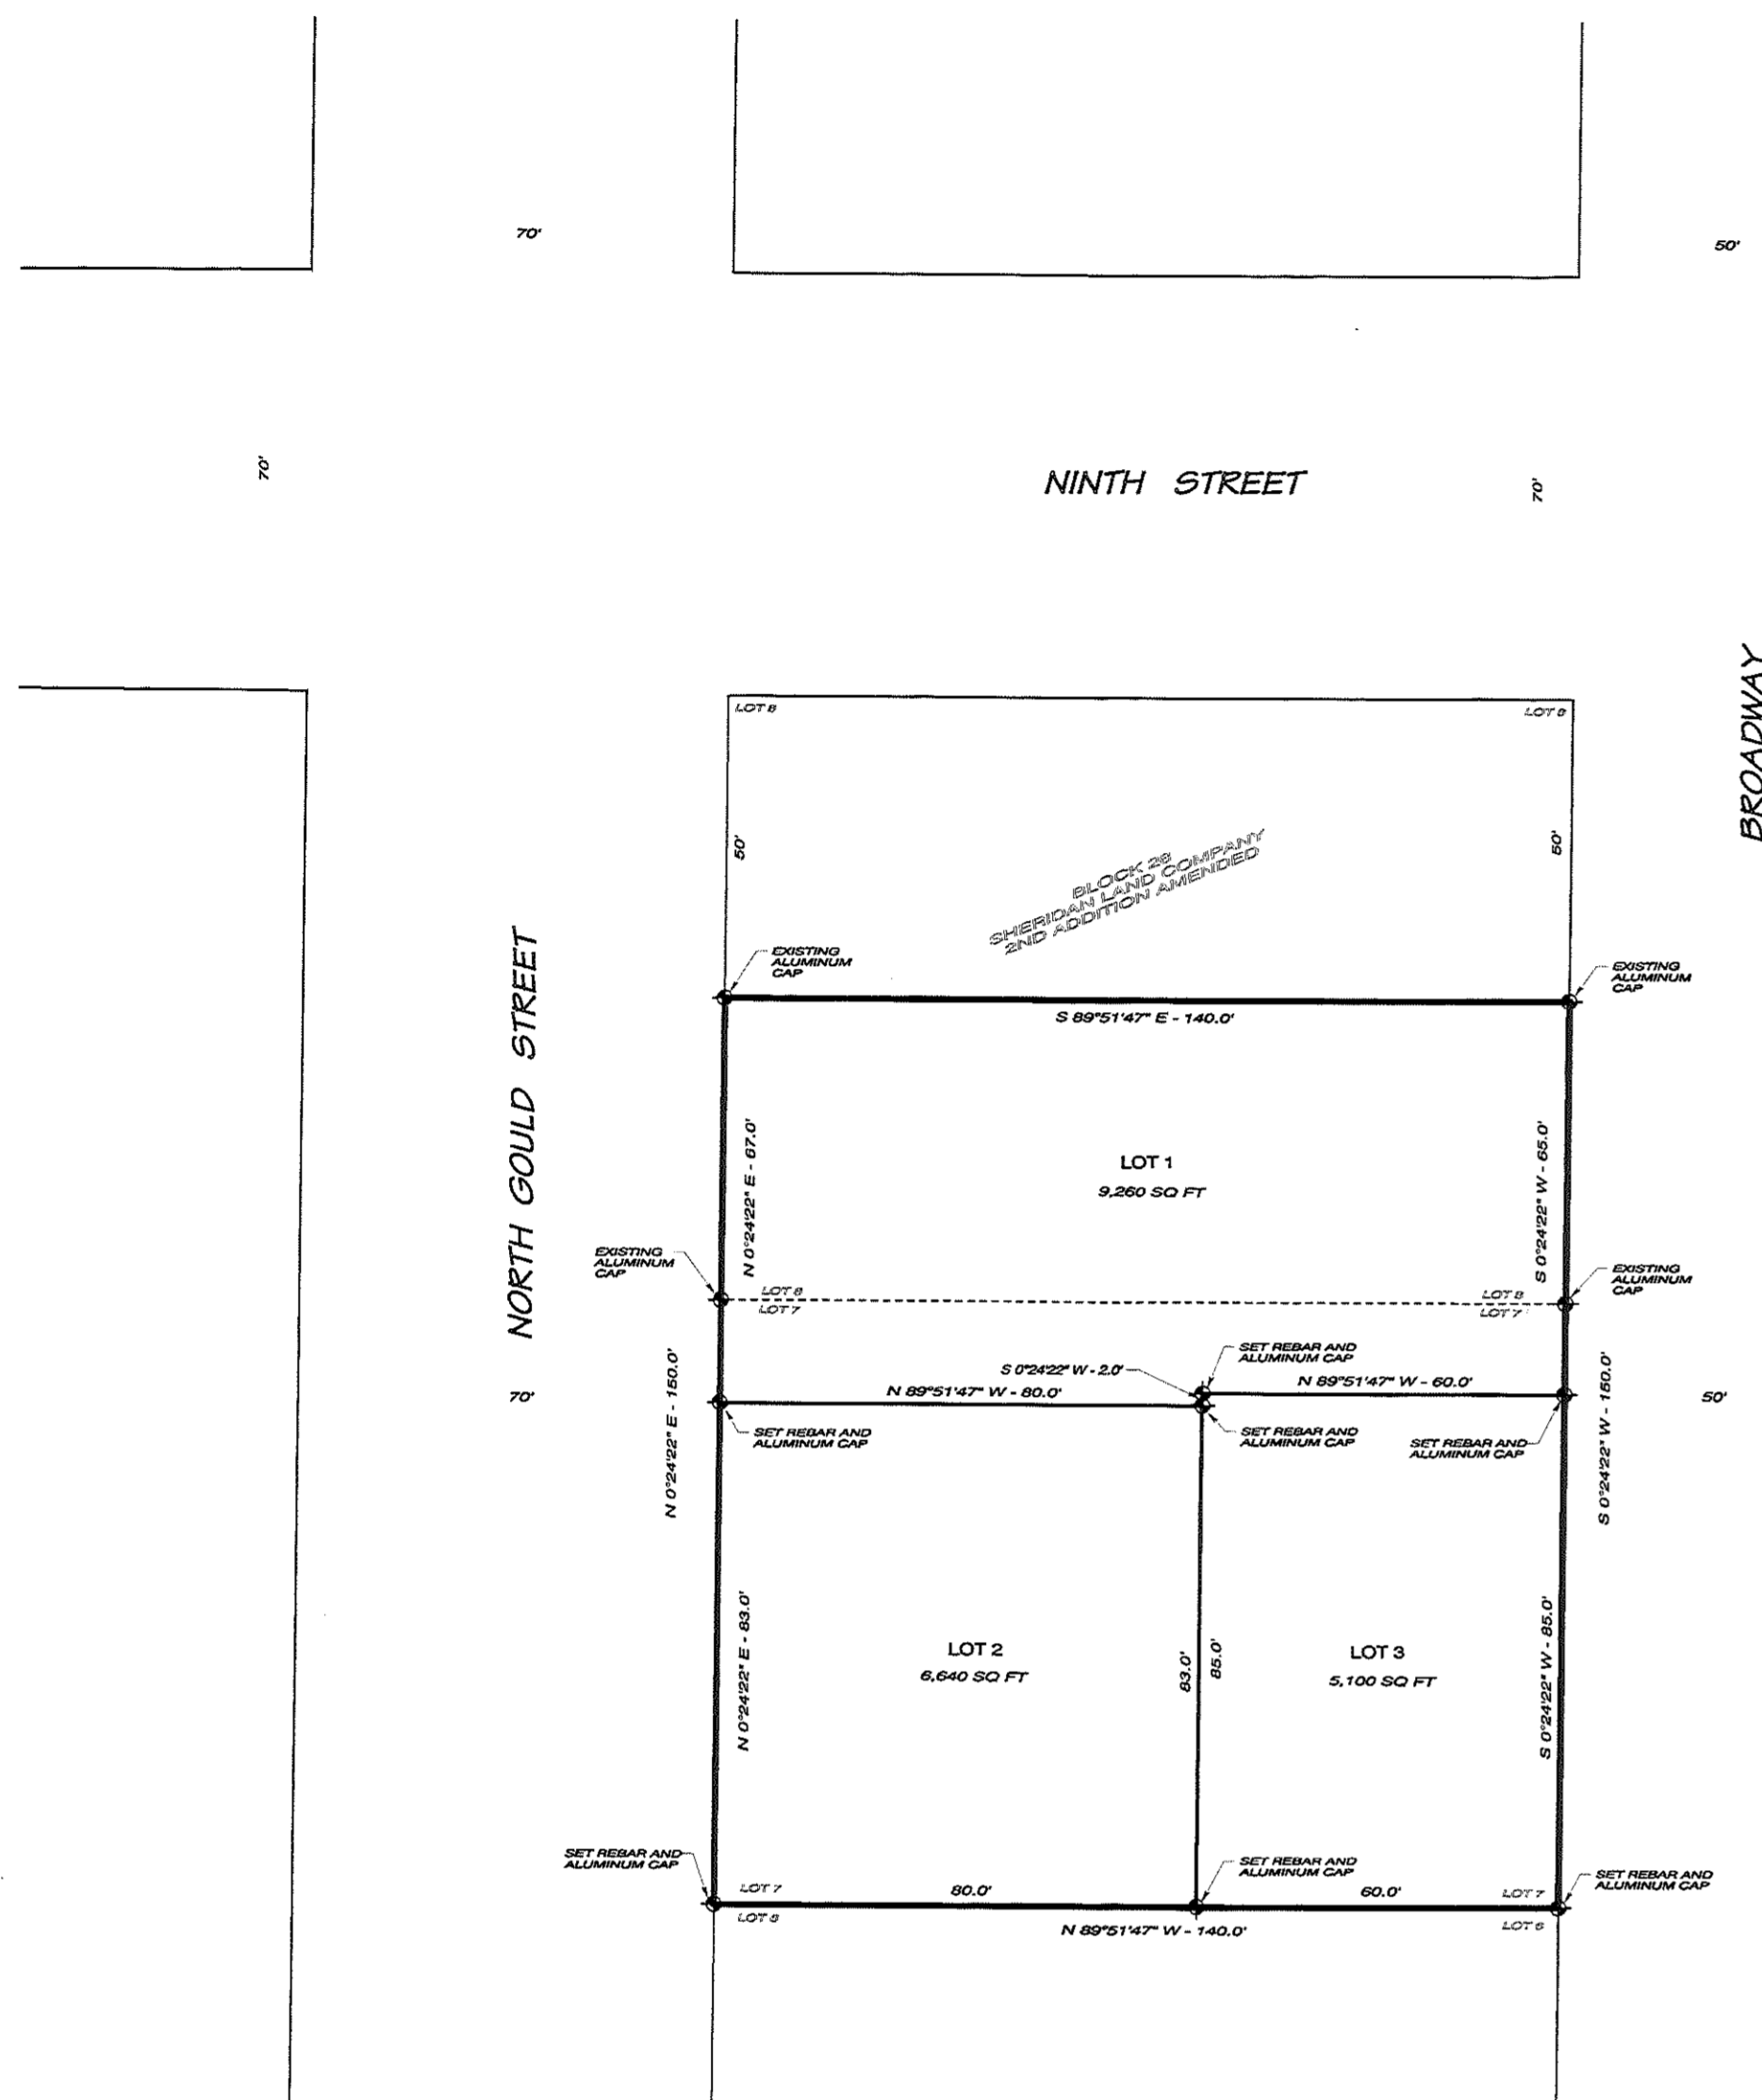 70'
50'
70'
NINTH STREET
70'
BROADWAY
LOT 8
LOT 8
50'
50'
BLOCK 28
SHERIDAN LAND COMPANY
2ND ADDITION AMENDED
NORTH GOULD STREET
EXISTING
ALUMINUM
CAP
EXISTING
ALUMINUM
CAP
S 89°51'47" E - 140.0'
N 0°24'22" E - 67.0'
S 0°24'22" W - 65.0'
LOT 1
9,260 SQ FT
EXISTING
ALUMINUM
CAP
EXISTING
ALUMINUM
CAP
LOT 8
LOT 7
LOT 8
LOT 7
SET REBAR AND
ALUMINUM CAP
S 0°24'22" W - 2.0'
N 89°51'47" W - 80.0'
N 89°51'47" W - 60.0'
70'
N 0°24'22" E - 150.0'
S 0°24'22" W - 150.0'
50'
SET REBAR AND
ALUMINUM CAP
SET REBAR AND
ALUMINUM CAP
SET REBAR AND
ALUMINUM CAP
N 0°24'22" E - 83.0'
LOT 2
6,640 SQ FT
83.0'
85.0'
LOT 3
5,100 SQ FT
S 0°24'22" W - 85.0'
SET REBAR AND
ALUMINUM CAP
SET REBAR AND
ALUMINUM CAP
SET REBAR AND
ALUMINUM CAP
LOT 7
80.0'
60.0'
LOT 7
LOT 6
LOT 6
N 89°51'47" W - 140.0'